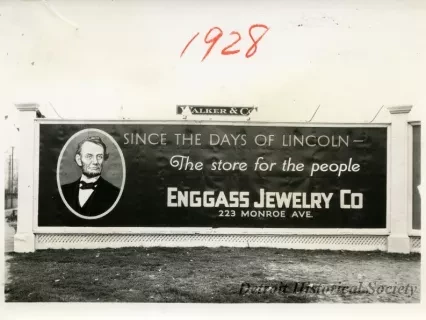 1928
WALKER & CO
SINCE THE DAYS OF LINCOLN—
The store for the people
ENGGASS JEWELRY CO
223 MONROE AVE.
Detroit Historical Society